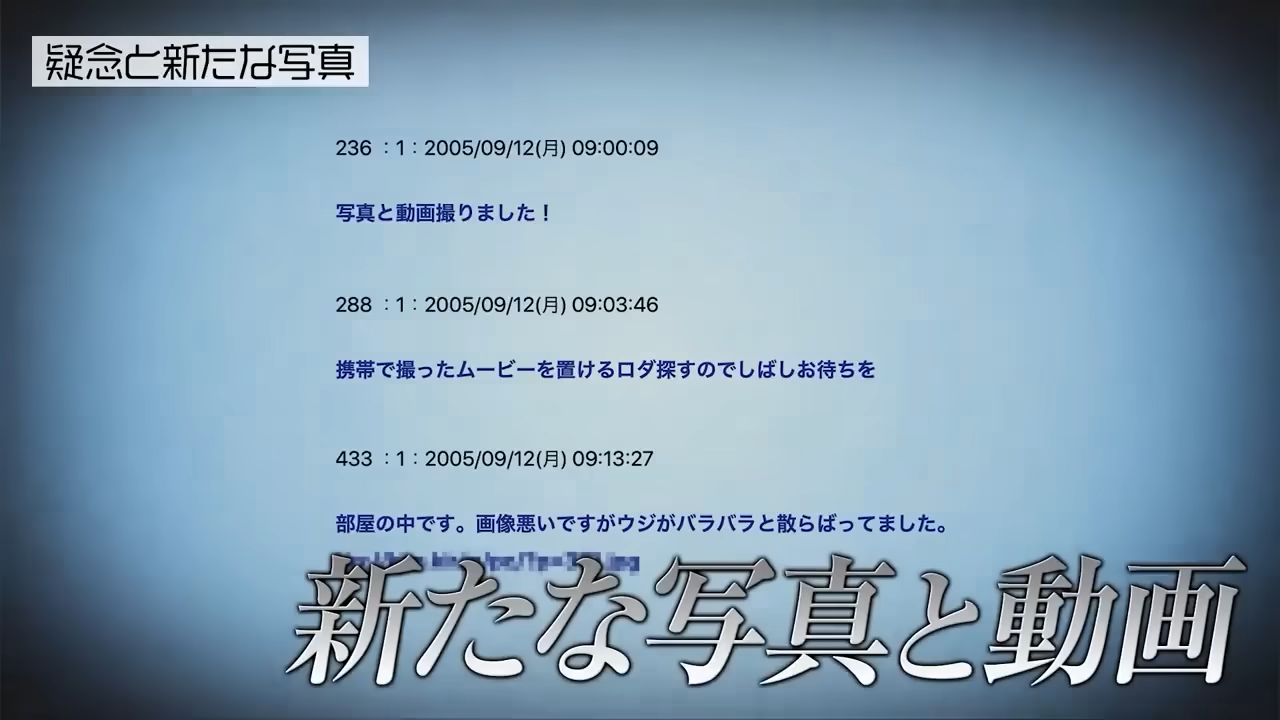 疑念と新たな写真
236 ：1：2005/09/12(月) 09:00:09
写真と動画撮りました！
288 ：1：2005/09/12(月) 09:03:46
携帯で撮ったムービーを置けるロダ探すのでしばしお待ちを
433 ：1：2005/09/12(月) 09:13:27
部屋の中です。画像悪いですがウジがバラバラと散らばってました。
新たな写真と動画